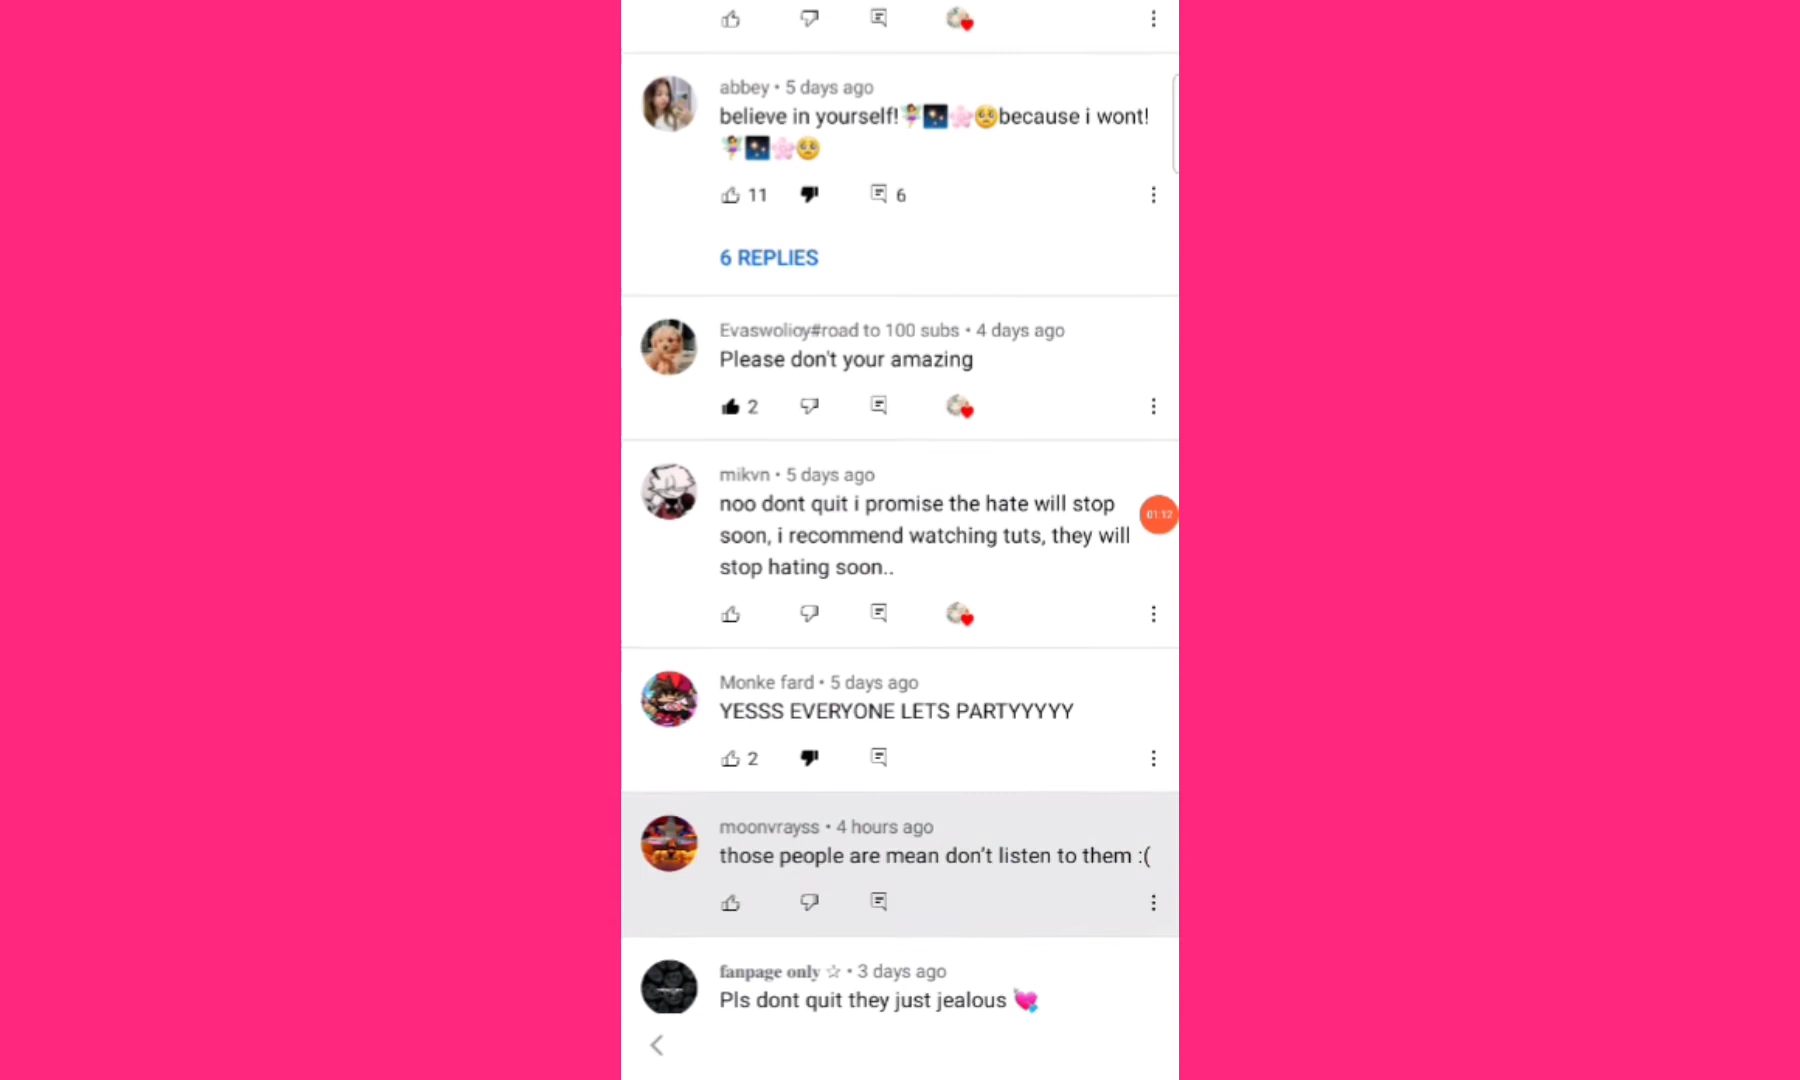 abbey • 5 days ago
believe in yourself!🧚‍♀️🌌🌸🥺because i wont!
🧚‍♀️🌌🌸🥺
11 6
6 REPLIES
Evaswolioy#road to 100 subs • 4 days ago
Please don't your amazing
2
mikvn • 5 days ago
noo dont quit i promise the hate will stop
soon, i recommend watching tuts, they will
stop hating soon..
01:12
Monke fard • 5 days ago
YESSS EVERYONE LETS PARTYYYYY
2
moonvrayss • 4 hours ago
those people are mean don't listen to them :(
fanpage only ☆ • 3 days ago
Pls dont quit they just jealous 💘